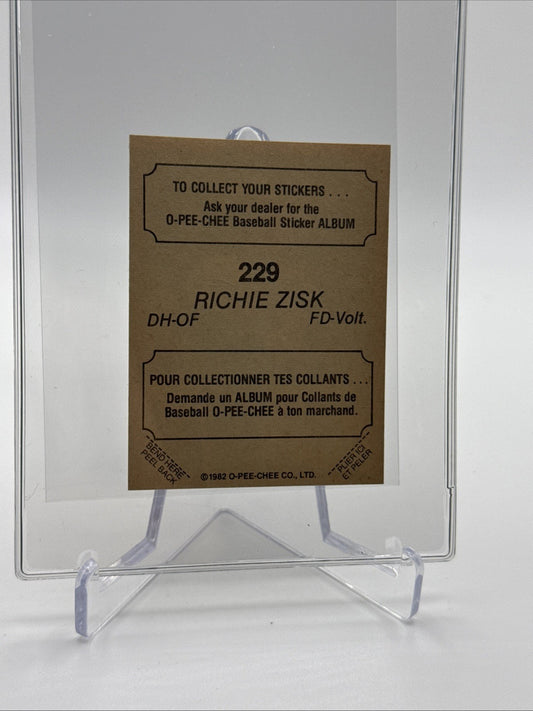 TO COLLECT YOUR STICKERS . . .
Ask your dealer for the
O-PEE-CHEE Baseball Sticker ALBUM
229
RICHIE ZISK
DH-OF FD-Volt.
POUR COLLECTIONNER TES COLLANTS . . .
Demande un ALBUM pour Collants de
Baseball O-PEE-CHEE à ton marchand.
BEND HERE
PEEL BACK
PLIER ICI
ET PELER
©1982 O-PEE-CHEE CO., LTD.